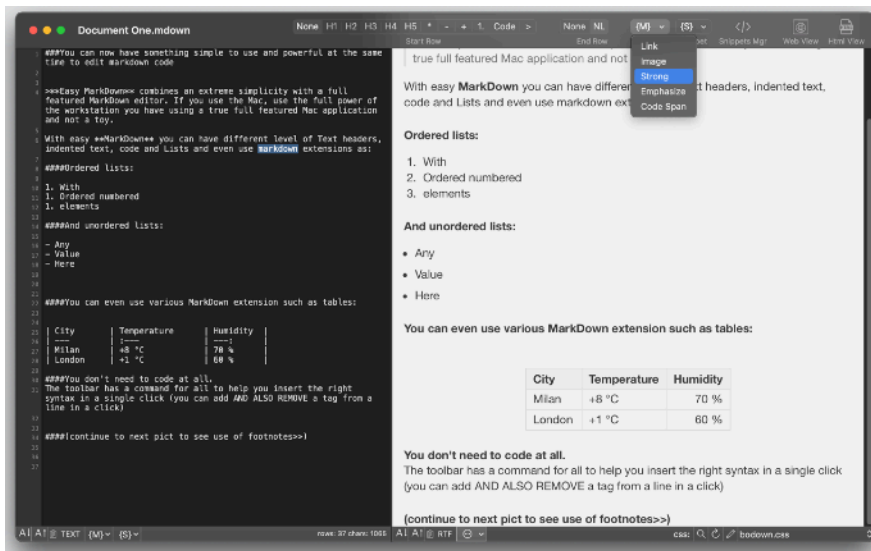 Document One.mdown
None H1 H2 H3 H4 H5 * - + 1. Code > None NL {M} {S} </>
Start Row End Row Snippets Mgr Web View Html View
Link
Image
Strong
Emphasize
Code Span
###You can now have something simple to use and powerful at the same
time to edit markdown code
>**Easy MarkDown** combines an extreme simplicity with a full
featured MarkDown editor. If you use the Mac, use the full power of
the workstation you have using a true full featured Mac application
and not a toy.
With easy **MarkDown** you can have different level of Text headers,
indented text, code and Lists and even use markdown extensions as:
####Ordered lists:
1. With
1. Ordered numbered
1. elements
####And unordered lists:
- Any
- Value
- Here
####You can even use various MarkDown extension such as tables:
| City | Temperature | Humidity |
| --- | :--- | ---: |
| Milan | +8 °C | 70 % |
| London | +1 °C | 60 % |
####You don't need to code at all.
The toolbar has a command for all to help you insert the right
syntax in a single click (you can add AND ALSO REMOVE a tag from a
line in a click)
####(continue to next pict to see use of footnotes>>)
true full featured Mac application and not
With easy MarkDown you can have differen xt headers, indented text,
code and Lists and even use markdown ext
Ordered lists:
1. With
2. Ordered numbered
3. elements
And unordered lists:
• Any
• Value
• Here
You can even use various MarkDown extension such as tables:
City Temperature Humidity
Milan +8 °C 70 %
London +1 °C 60 %
You don't need to code at all.
The toolbar has a command for all to help you insert the right syntax in a single click
(you can add AND ALSO REMOVE a tag from a line in a click)
(continue to next pict to see use of footnotes>>)
TEXT {M} {S} rows: 37 chars: 1065 RTF css: bodown.css